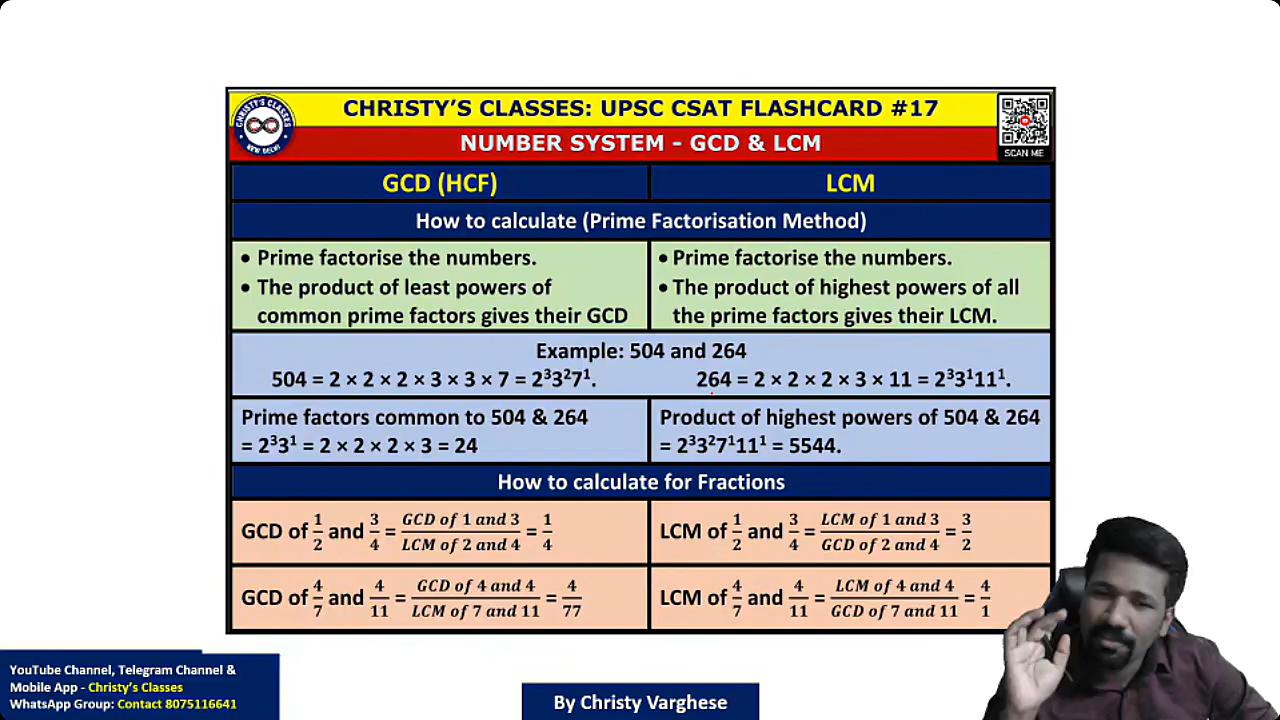 CHRISTY'S CLASSES
NEW DELHI
CHRISTY'S CLASSES: UPSC CSAT FLASHCARD #17
NUMBER SYSTEM - GCD & LCM
SCAN ME
GCD (HCF)
LCM
How to calculate (Prime Factorisation Method)
• Prime factorise the numbers.
• The product of least powers of
common prime factors gives their GCD
• Prime factorise the numbers.
• The product of highest powers of all
the prime factors gives their LCM.
Example: 504 and 264
504 = 2 × 2 × 2 × 3 × 3 × 7 = 2³3²7¹.
264 = 2 × 2 × 2 × 3 × 11 = 2³3¹11¹.
Prime factors common to 504 & 264
= 2³3¹ = 2 × 2 × 2 × 3 = 24
Product of highest powers of 504 & 264
= 2³3²7¹11¹ = 5544.
How to calculate for Fractions
GCD of 1/2 and 3/4 = GCD of 1 and 3/LCM of 2 and 4 = 1/4
LCM of 1/2 and 3/4 = LCM of 1 and 3/GCD of 2 and 4 = 3/2
GCD of 4/7 and 4/11 = GCD of 4 and 4/LCM of 7 and 11 = 4/77
LCM of 4/7 and 4/11 = LCM of 4 and 4/GCD of 7 and 11 = 4/1
YouTube Channel, Telegram Channel &
Mobile App - Christy's Classes
WhatsApp Group: Contact 8075116641
By Christy Varghese